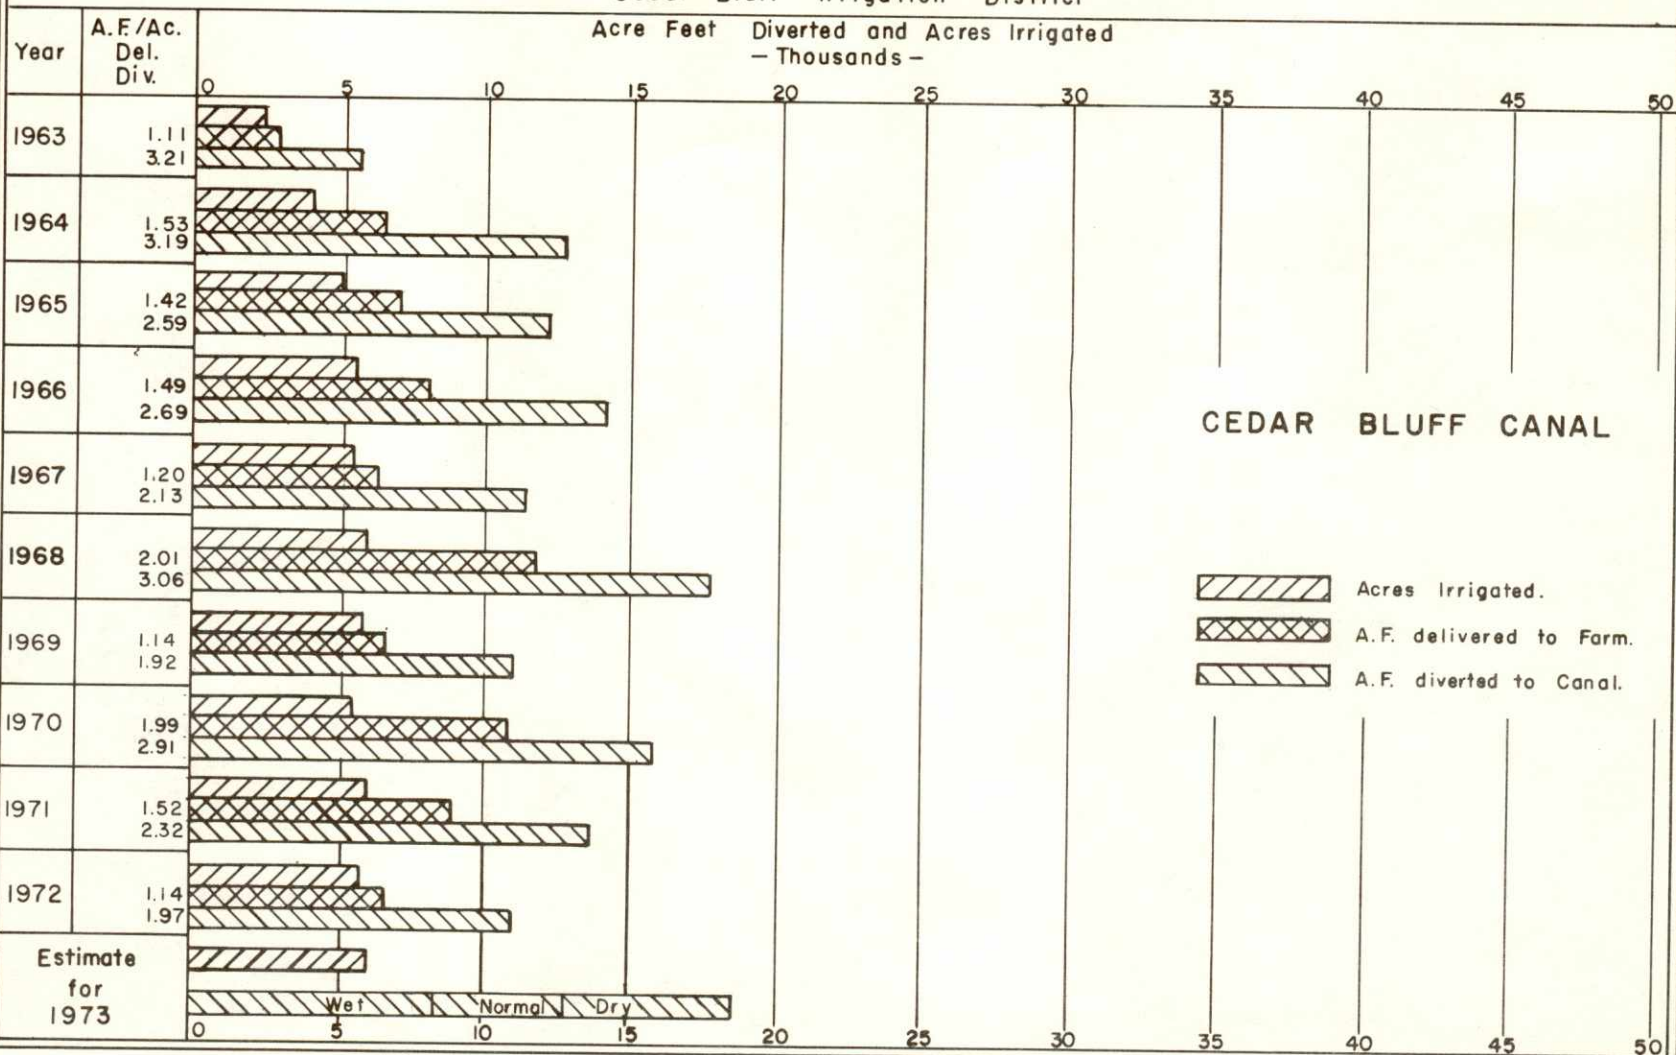 Irrigation District
Acre Feet Diverted and Acres Irrigated
— Thousands —
Year
A.F./Ac.
Del.
Div.
0 5 10 15 20 25 30 35 40 45 50
1963 1.11
3.21
1964 1.53
3.19
1965 1.42
2.59
1966 1.49
2.69
1967 1.20
2.13
1968 2.01
3.06
1969 1.14
1.92
1970 1.99
2.91
1971 1.52
2.32
1972 1.14
1.97
Estimate
for
1973
Wet Normal Dry
0 5 10 15 20 25 30 35 40 45 50
CEDAR BLUFF CANAL
Acres Irrigated.
A.F. delivered to Farm.
A.F. diverted to Canal.